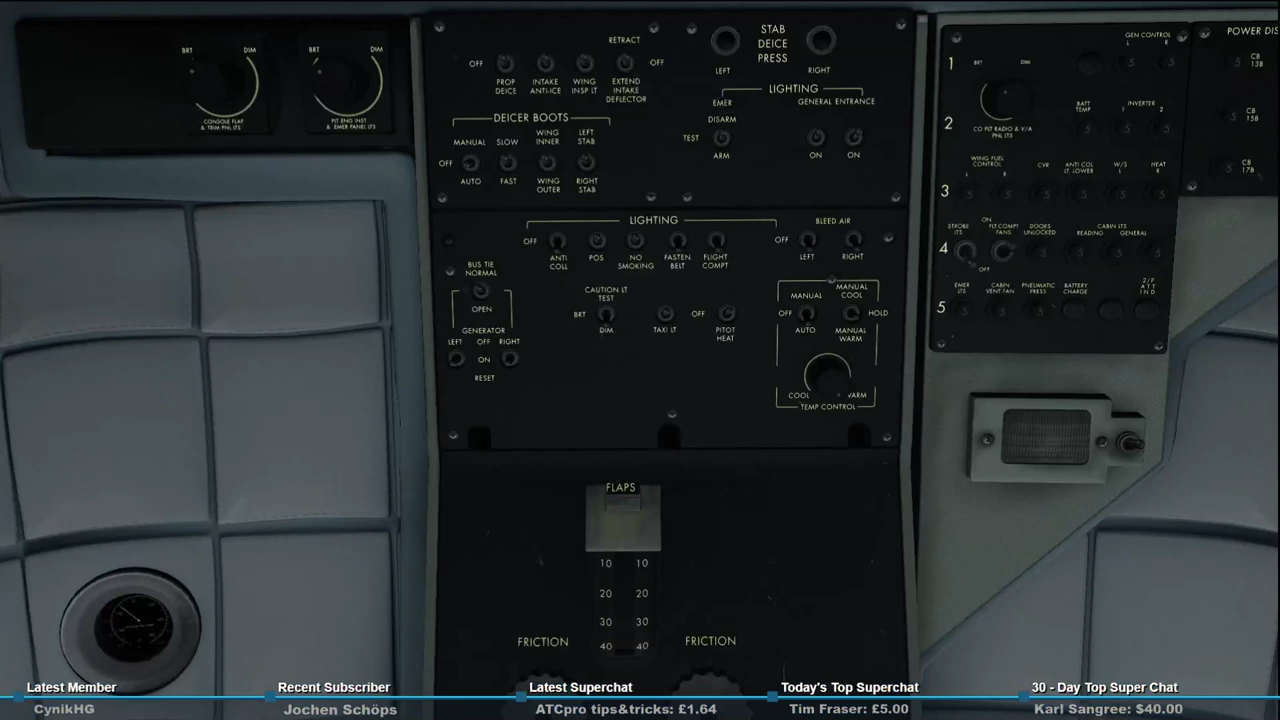 BRT DIM
CONSOLE FLAP
& TRIM PNL LTS
BRT DIM
PLT ENG INST
& EMER PANEL LTS
RETRACT
OFF OFF
PROP
DEICE
INTAKE
ANTI-ICE
WING
INSP LT
EXTEND
INTAKE
DEFLECTOR
STAB
DEICE
PRESS
LEFT RIGHT
LIGHTING
EMER
DISARM
TEST
ARM
GENERAL ENTRANCE
ON ON
DEICER BOOTS
MANUAL SLOW
WING
INNER
LEFT
STAB
OFF
AUTO FAST
WING
OUTER
RIGHT
STAB
LIGHTING
OFF
ANTI
COLL
POS
NO
SMOKING
FASTEN
BELT
FLIGHT
COMPT
BLEED AIR
OFF
LEFT RIGHT
BUS TIE
NORMAL
OPEN
GENERATOR
LEFT OFF RIGHT
ON
RESET
CAUTION LT
TEST
BRT
DIM
TAXI LT
OFF
PITOT
HEAT
MANUAL
OFF
AUTO
MANUAL
COOL
HOLD
MANUAL
WARM
COOL WARM
TEMP CONTROL
FLAPS
10 10
20 20
30 30
40 40
FRICTION FRICTION
GEN CONTROL
L R
1
BRT DIM
CO PLT RADIO & V/A
PNL LTS
BATT
TEMP
INVERTER
1 2
2
WING FUEL
CONTROL
L R
CVR
ANTI COL
LT. LOWER
W/S
L
HEAT
R
3
STROBE
LTS
ON
FLT COMPT
FANS
OFF
DOORS
UNLOCKED
CABIN LTS
READING GENERAL
4
EMER
LTS
CABIN
VENT FAN
PNEUMATIC
PRESS
BATTERY
CHARGE
2/P
ATT
IND
5
POWER DIS
CB
13B
CB
15B
CB
17B
Latest Member
CynikHG
Recent Subscriber
Jochen Schöps
Latest Superchat
ATCpro tips&tricks: £1.64
Today's Top Superchat
Tim Fraser: £5.00
30 - Day Top Super Chat
Karl Sangree: $40.00